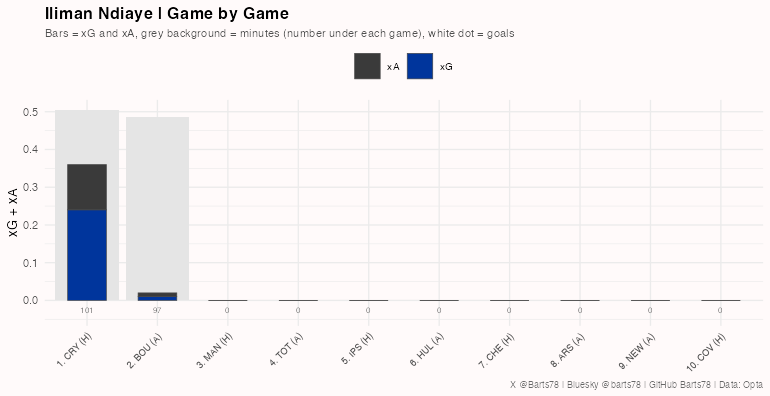 Iliman Ndiaye | Game by Game
Bars = xG and xA, grey background = minutes (number under each game), white dot = goals
xA xG
xG + xA
0.5
0.4
0.3
0.2
0.1
0.0
101 97 0 0 0 0 0 0 0 0
1. CRY (H) 2. BOU (A) 3. MAN (H) 4. TOT (A) 5. IPS (H) 6. HUL (A) 7. CHE (H) 8. ARS (A) 9. NEW (A) 10. COV (H)
X @Barts78 | Bluesky @barts78 | GitHub Barts78 | Data: Opta